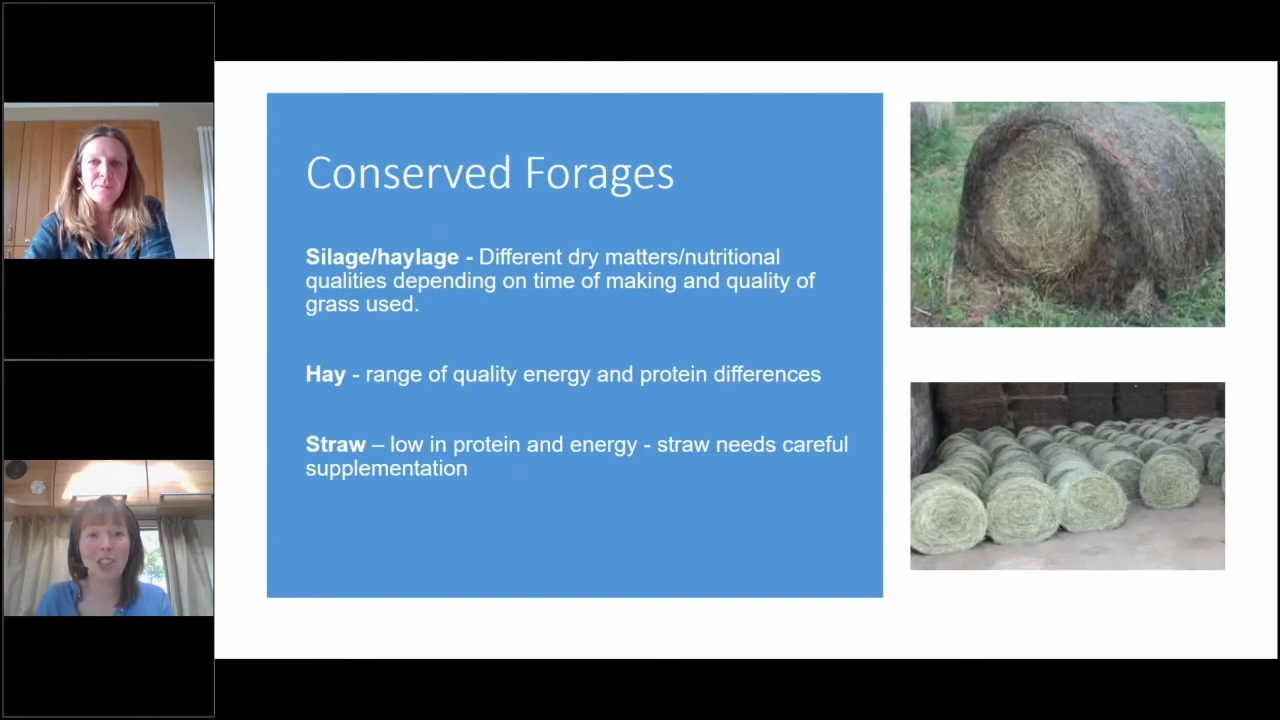 Conserved Forages
Silage/haylage - Different dry matters/nutritional
qualities depending on time of making and quality of
grass used.
Hay - range of quality energy and protein differences
Straw – low in protein and energy - straw needs careful
supplementation